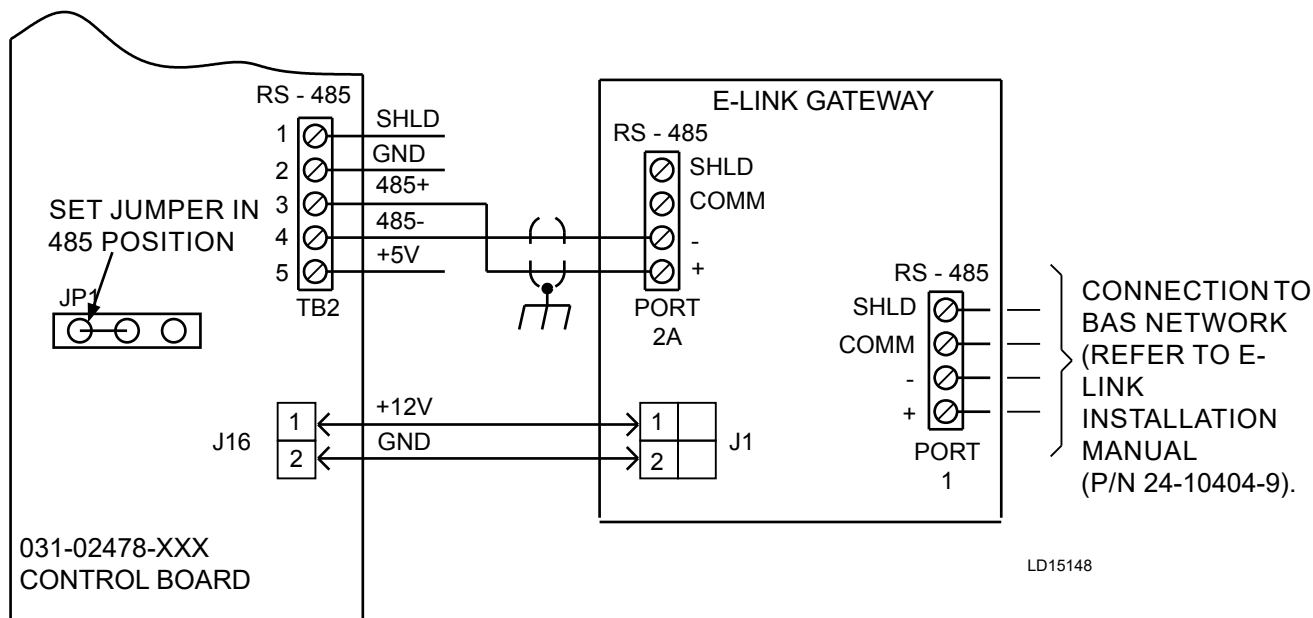 RS - 485
1
2
3
4
5
SHLD
GND
485+
485-
+5V
TB2
SET JUMPER IN
485 POSITION
JP1
J16
1
2
+12V
GND
031-02478-XXX
CONTROL BOARD
E-LINK GATEWAY
RS - 485
SHLD
COMM
-
+
PORT
2A
1
2
J1
RS - 485
SHLD
COMM
-
+
PORT
1
CONNECTION TO
BAS NETWORK
(REFER TO E-
LINK
INSTALLATION
MANUAL
(P/N 24-10404-9).
LD15148